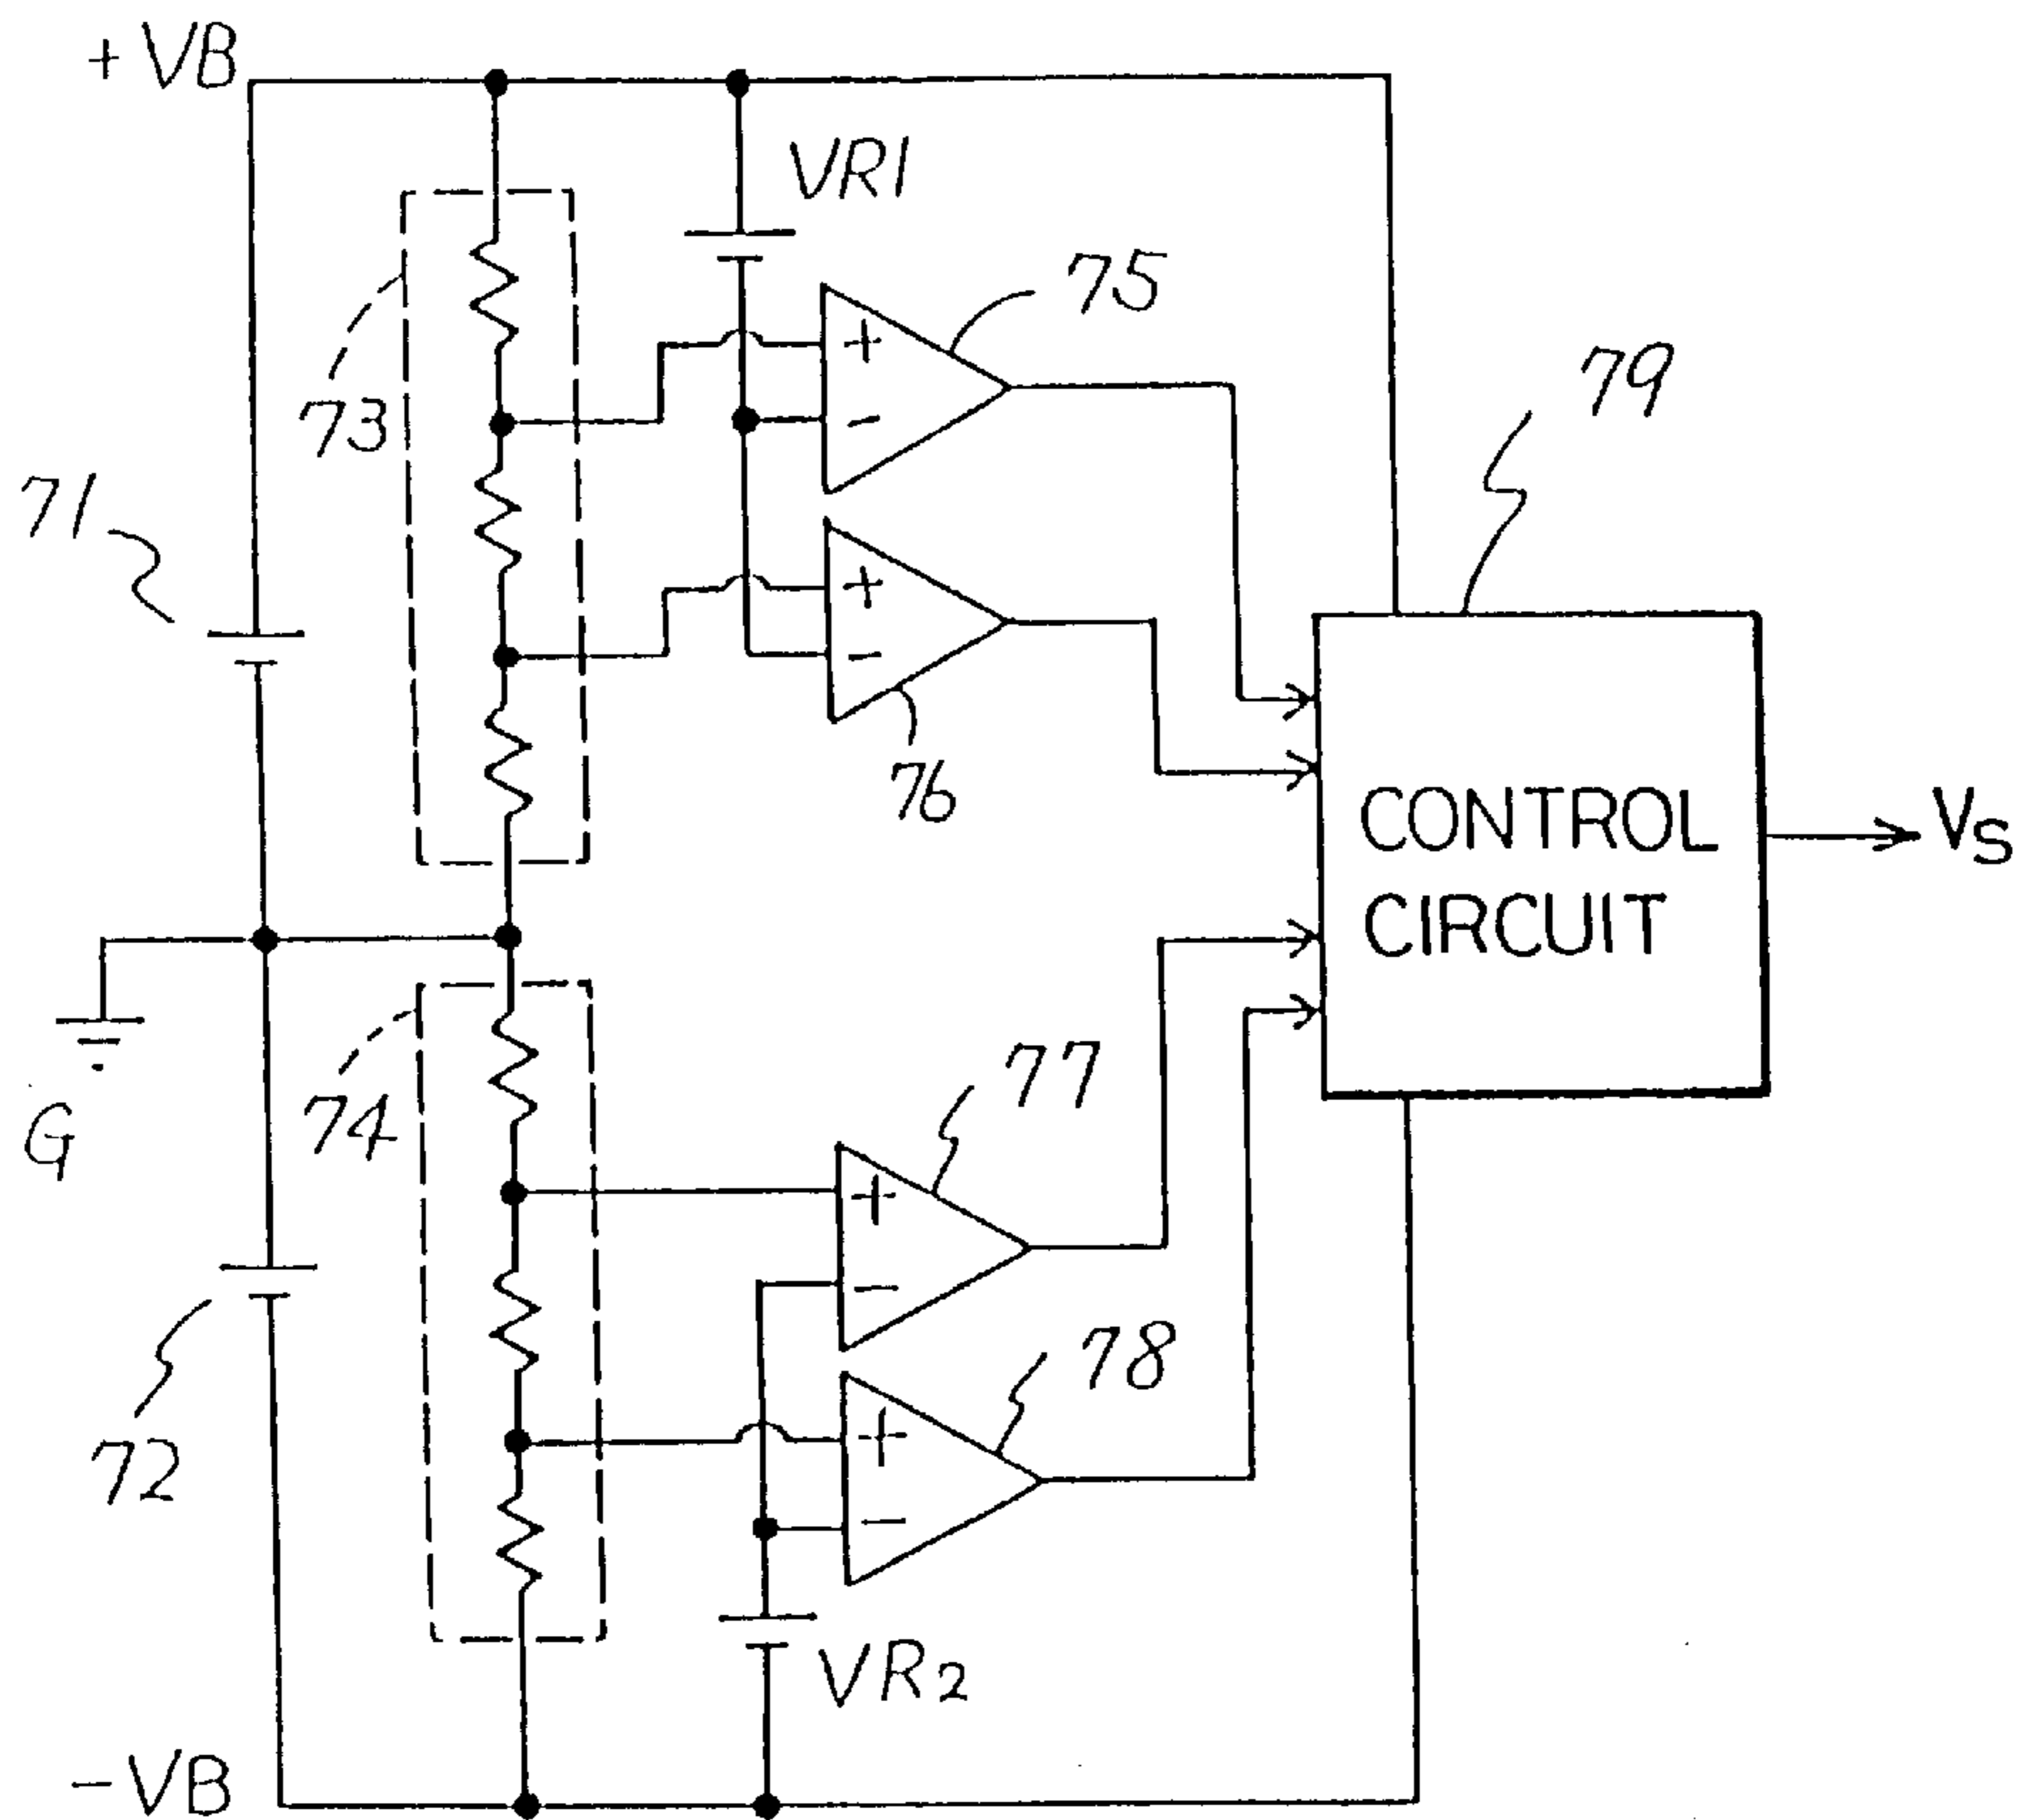 +VB
VR1
75
79
73
71
+
−
+
−
76
CONTROL
CIRCUIT
VS
G
74
77
+
−
78
72
+
−
VR2
−VB